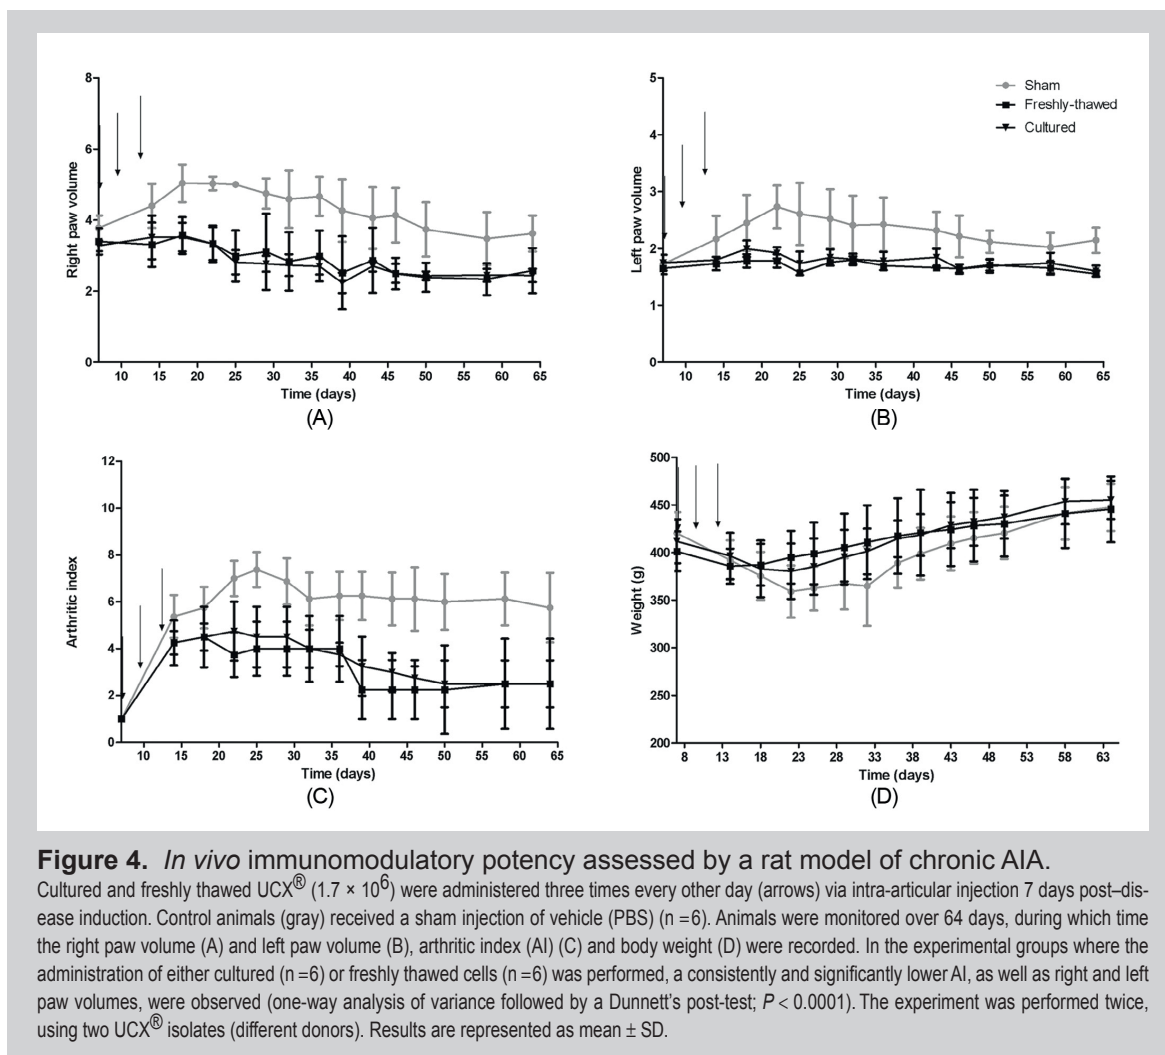 8
6
4
2
0
Right paw volume
10 15 20 25 30 35 40 45 50 55 60 65
Time (days)
(A)
5
4
3
2
1
0
Left paw volume
Sham
Freshly-thawed
Cultured
10 15 20 25 30 35 40 45 50 55 60 65
Time (days)
(B)
12
10
8
6
4
2
0
Arthritic index
10 15 20 25 30 35 40 45 50 55 60 65
Time (days)
(C)
500
450
400
350
300
250
200
Weight (g)
8 13 18 23 28 33 38 43 48 53 58 63
Time (days)
(D)
Figure 4. In vivo immunomodulatory potency assessed by a rat model of chronic AIA.
Cultured and freshly thawed UCX® (1.7 × 10⁶) were administered three times every other day (arrows) via intra-articular injection 7 days post–dis-
ease induction. Control animals (gray) received a sham injection of vehicle (PBS) (n =6). Animals were monitored over 64 days, during which time
the right paw volume (A) and left paw volume (B), arthritic index (AI) (C) and body weight (D) were recorded. In the experimental groups where the
administration of either cultured (n =6) or freshly thawed cells (n =6) was performed, a consistently and significantly lower AI, as well as right and left
paw volumes, were observed (one-way analysis of variance followed by a Dunnett's post-test; P < 0.0001). The experiment was performed twice,
using two UCX® isolates (different donors). Results are represented as mean ± SD.